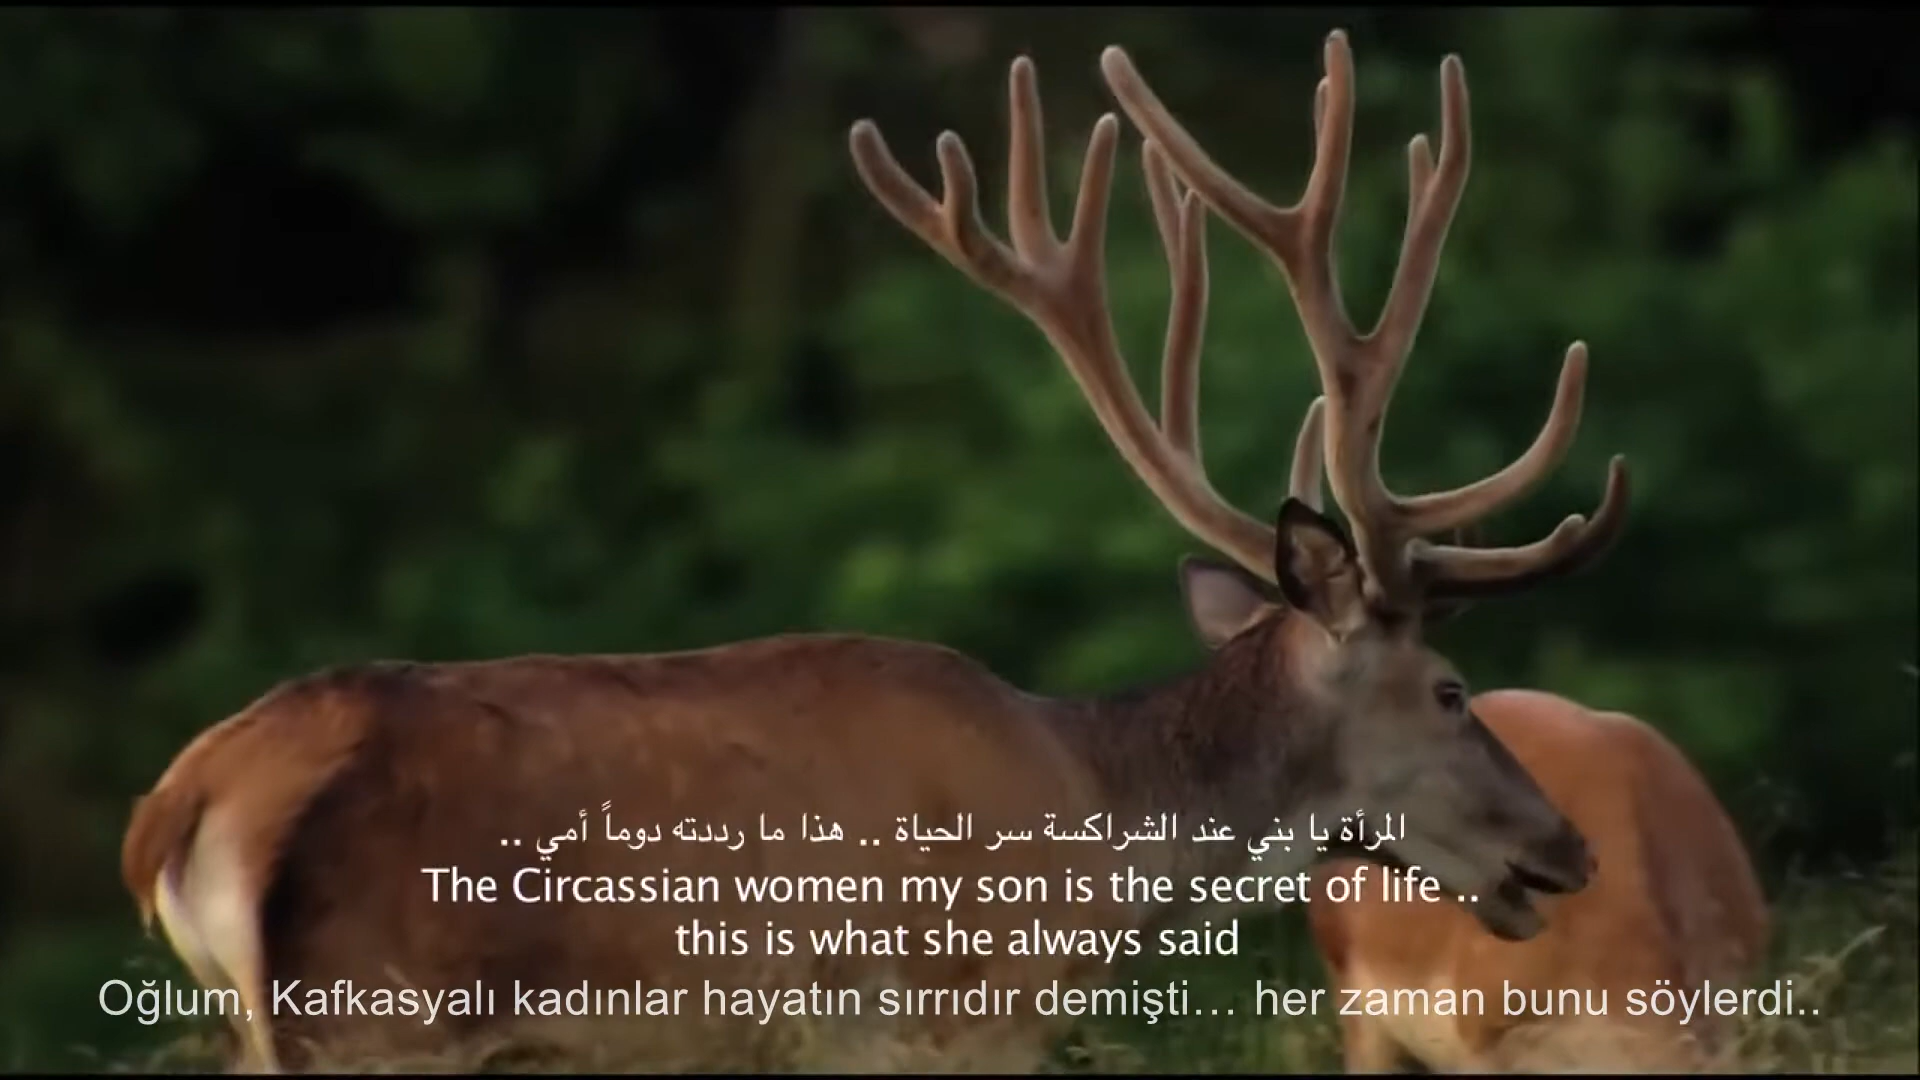 المرأة يا بني عند الشراكسة سر الحياة .. هذا ما رددته دوماً أمي ..
The Circassian women my son is the secret of life ..
this is what she always said
Oğlum, Kafkasyalı kadınlar hayatın sırrıdır demişti... her zaman bunu söylerdi..